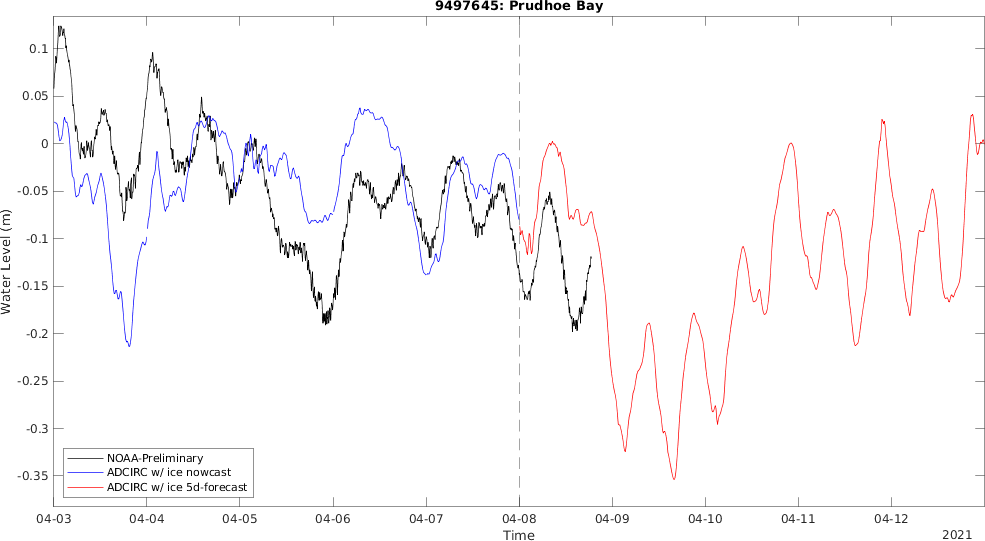 9497645: Prudhoe Bay
0.1
0.05
0
-0.05
-0.1
-0.15
-0.2
-0.25
-0.3
-0.35
Water Level (m)
NOAA-Preliminary
ADCIRC w/ ice nowcast
ADCIRC w/ ice 5d-forecast
04-03 04-04 04-05 04-06 04-07 04-08 04-09 04-10 04-11 04-12
Time
2021